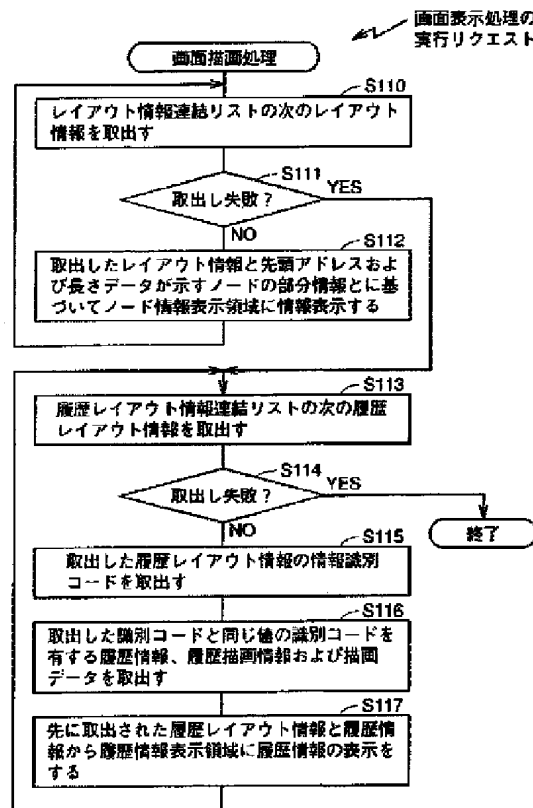 画面表示処理の
実行リクエスト
画面描画処理
S110
レイアウト情報連結リストの次のレイアウト
情報を取出す
S111
取出し失敗?
YES
NO
S112
取出したレイアウト情報と先頭アドレスおよ
び長さデータが示すノードの部分情報とに基
づいてノード情報表示領域に情報表示する
S113
履歴レイアウト情報連結リストの次の履歴
レイアウト情報を取出す
S114
取出し失敗?
YES
NO
終了
S115
取出した履歴レイアウト情報の情報識別
コードを取出す
S116
取出した識別コードと同じ値の識別コードを
有する履歴情報、履歴描画情報および描画
データを取出す
S117
先に取出された履歴レイアウト情報と履歴情
報から履歴情報表示領域に履歴情報の表示を
する